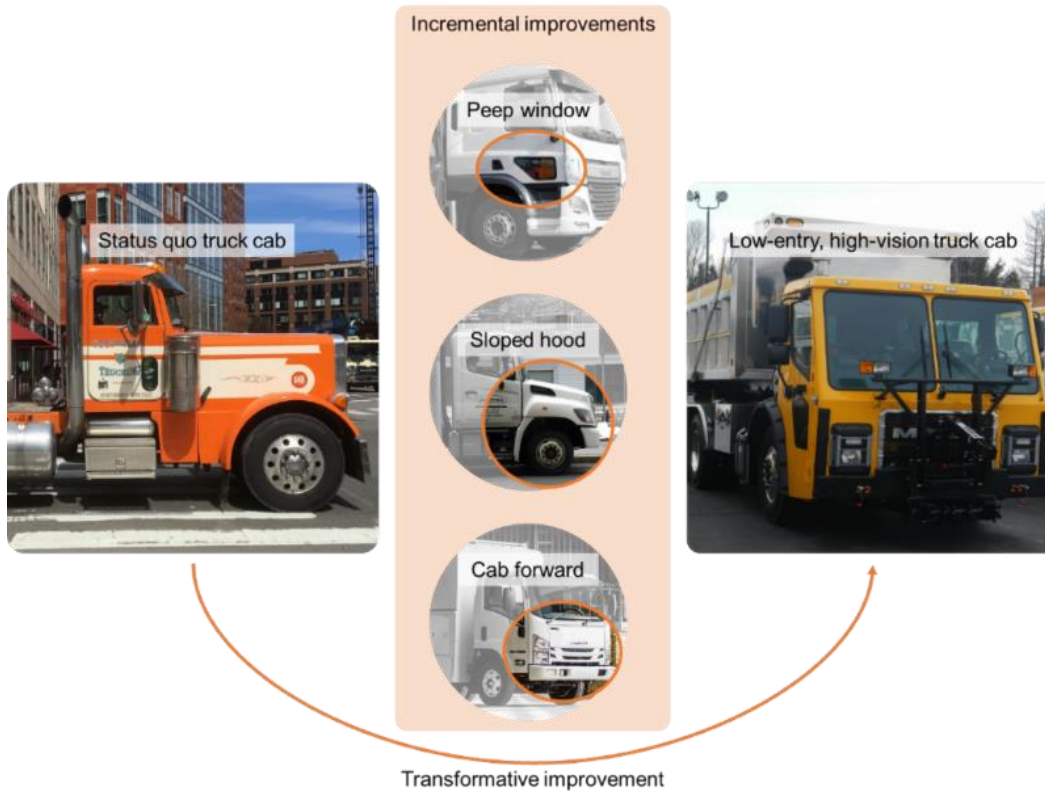 Incremental improvements
Peep window
Status quo truck cab
Low-entry, high-vision truck cab
Sloped hood
Cab forward
Transformative improvement